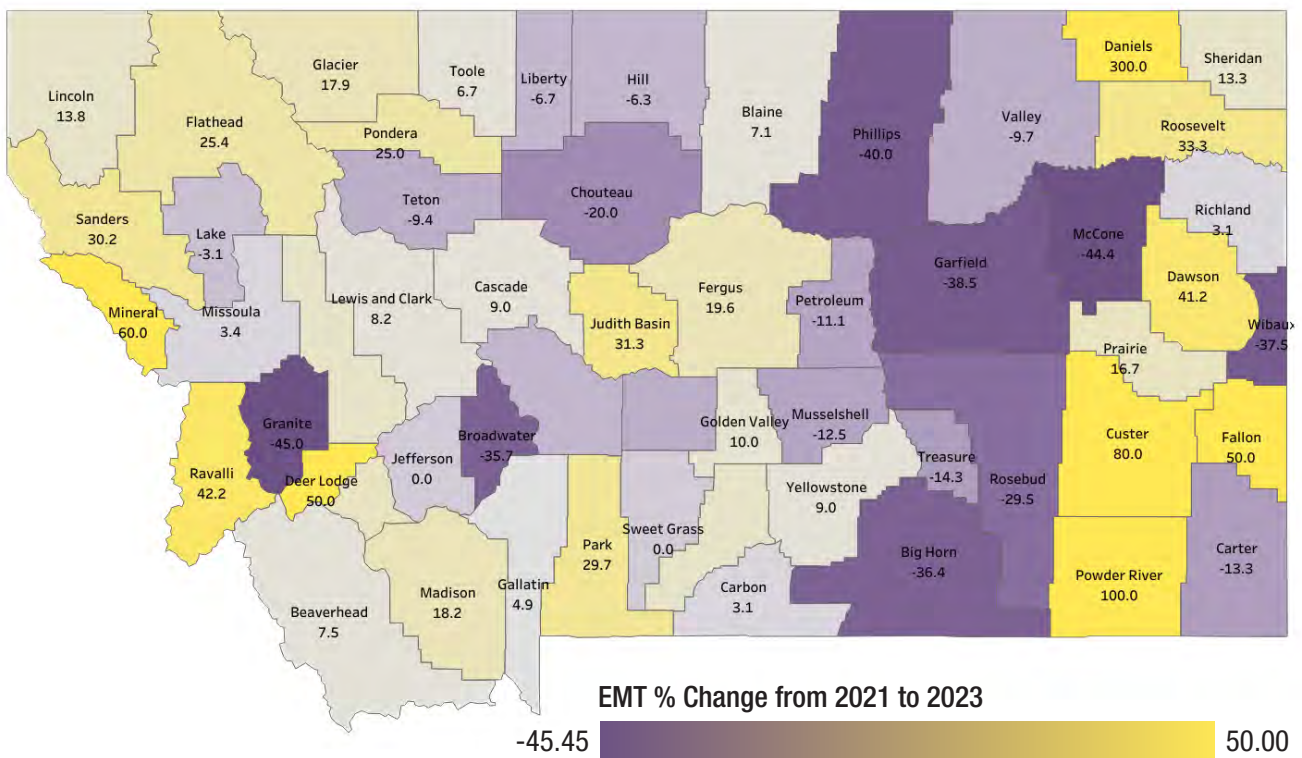 Lincoln
13.8
Flathead
25.4
Glacier
17.9
Toole
6.7
Liberty
-6.7
Hill
-6.3
Blaine
7.1
Phillips
-40.0
Valley
-9.7
Daniels
300.0
Sheridan
13.3
Roosevelt
33.3
Pondera
25.0
Teton
-9.4
Chouteau
-20.0
Sanders
30.2
Lake
-3.1
Richland
3.1
McCone
-44.4
Garfield
-38.5
Dawson
41.2
Wibaux
-37.5
Mineral
60.0
Missoula
3.4
Lewis and Clark
8.2
Cascade
9.0
Judith Basin
31.3
Fergus
19.6
Petroleum
-11.1
Prairie
16.7
Granite
-45.0
Ravalli
42.2
Deer Lodge
50.0
Jefferson
0.0
Broadwater
-35.7
Golden Valley
10.0
Musselshell
-12.5
Treasure
-14.3
Rosebud
-29.5
Custer
80.0
Fallon
50.0
Yellowstone
9.0
Sweet Grass
0.0
Park
29.7
Big Horn
-36.4
Powder River
100.0
Carter
-13.3
Carbon
3.1
Gallatin
4.9
Madison
18.2
Beaverhead
7.5
EMT % Change from 2021 to 2023
-45.45
50.00